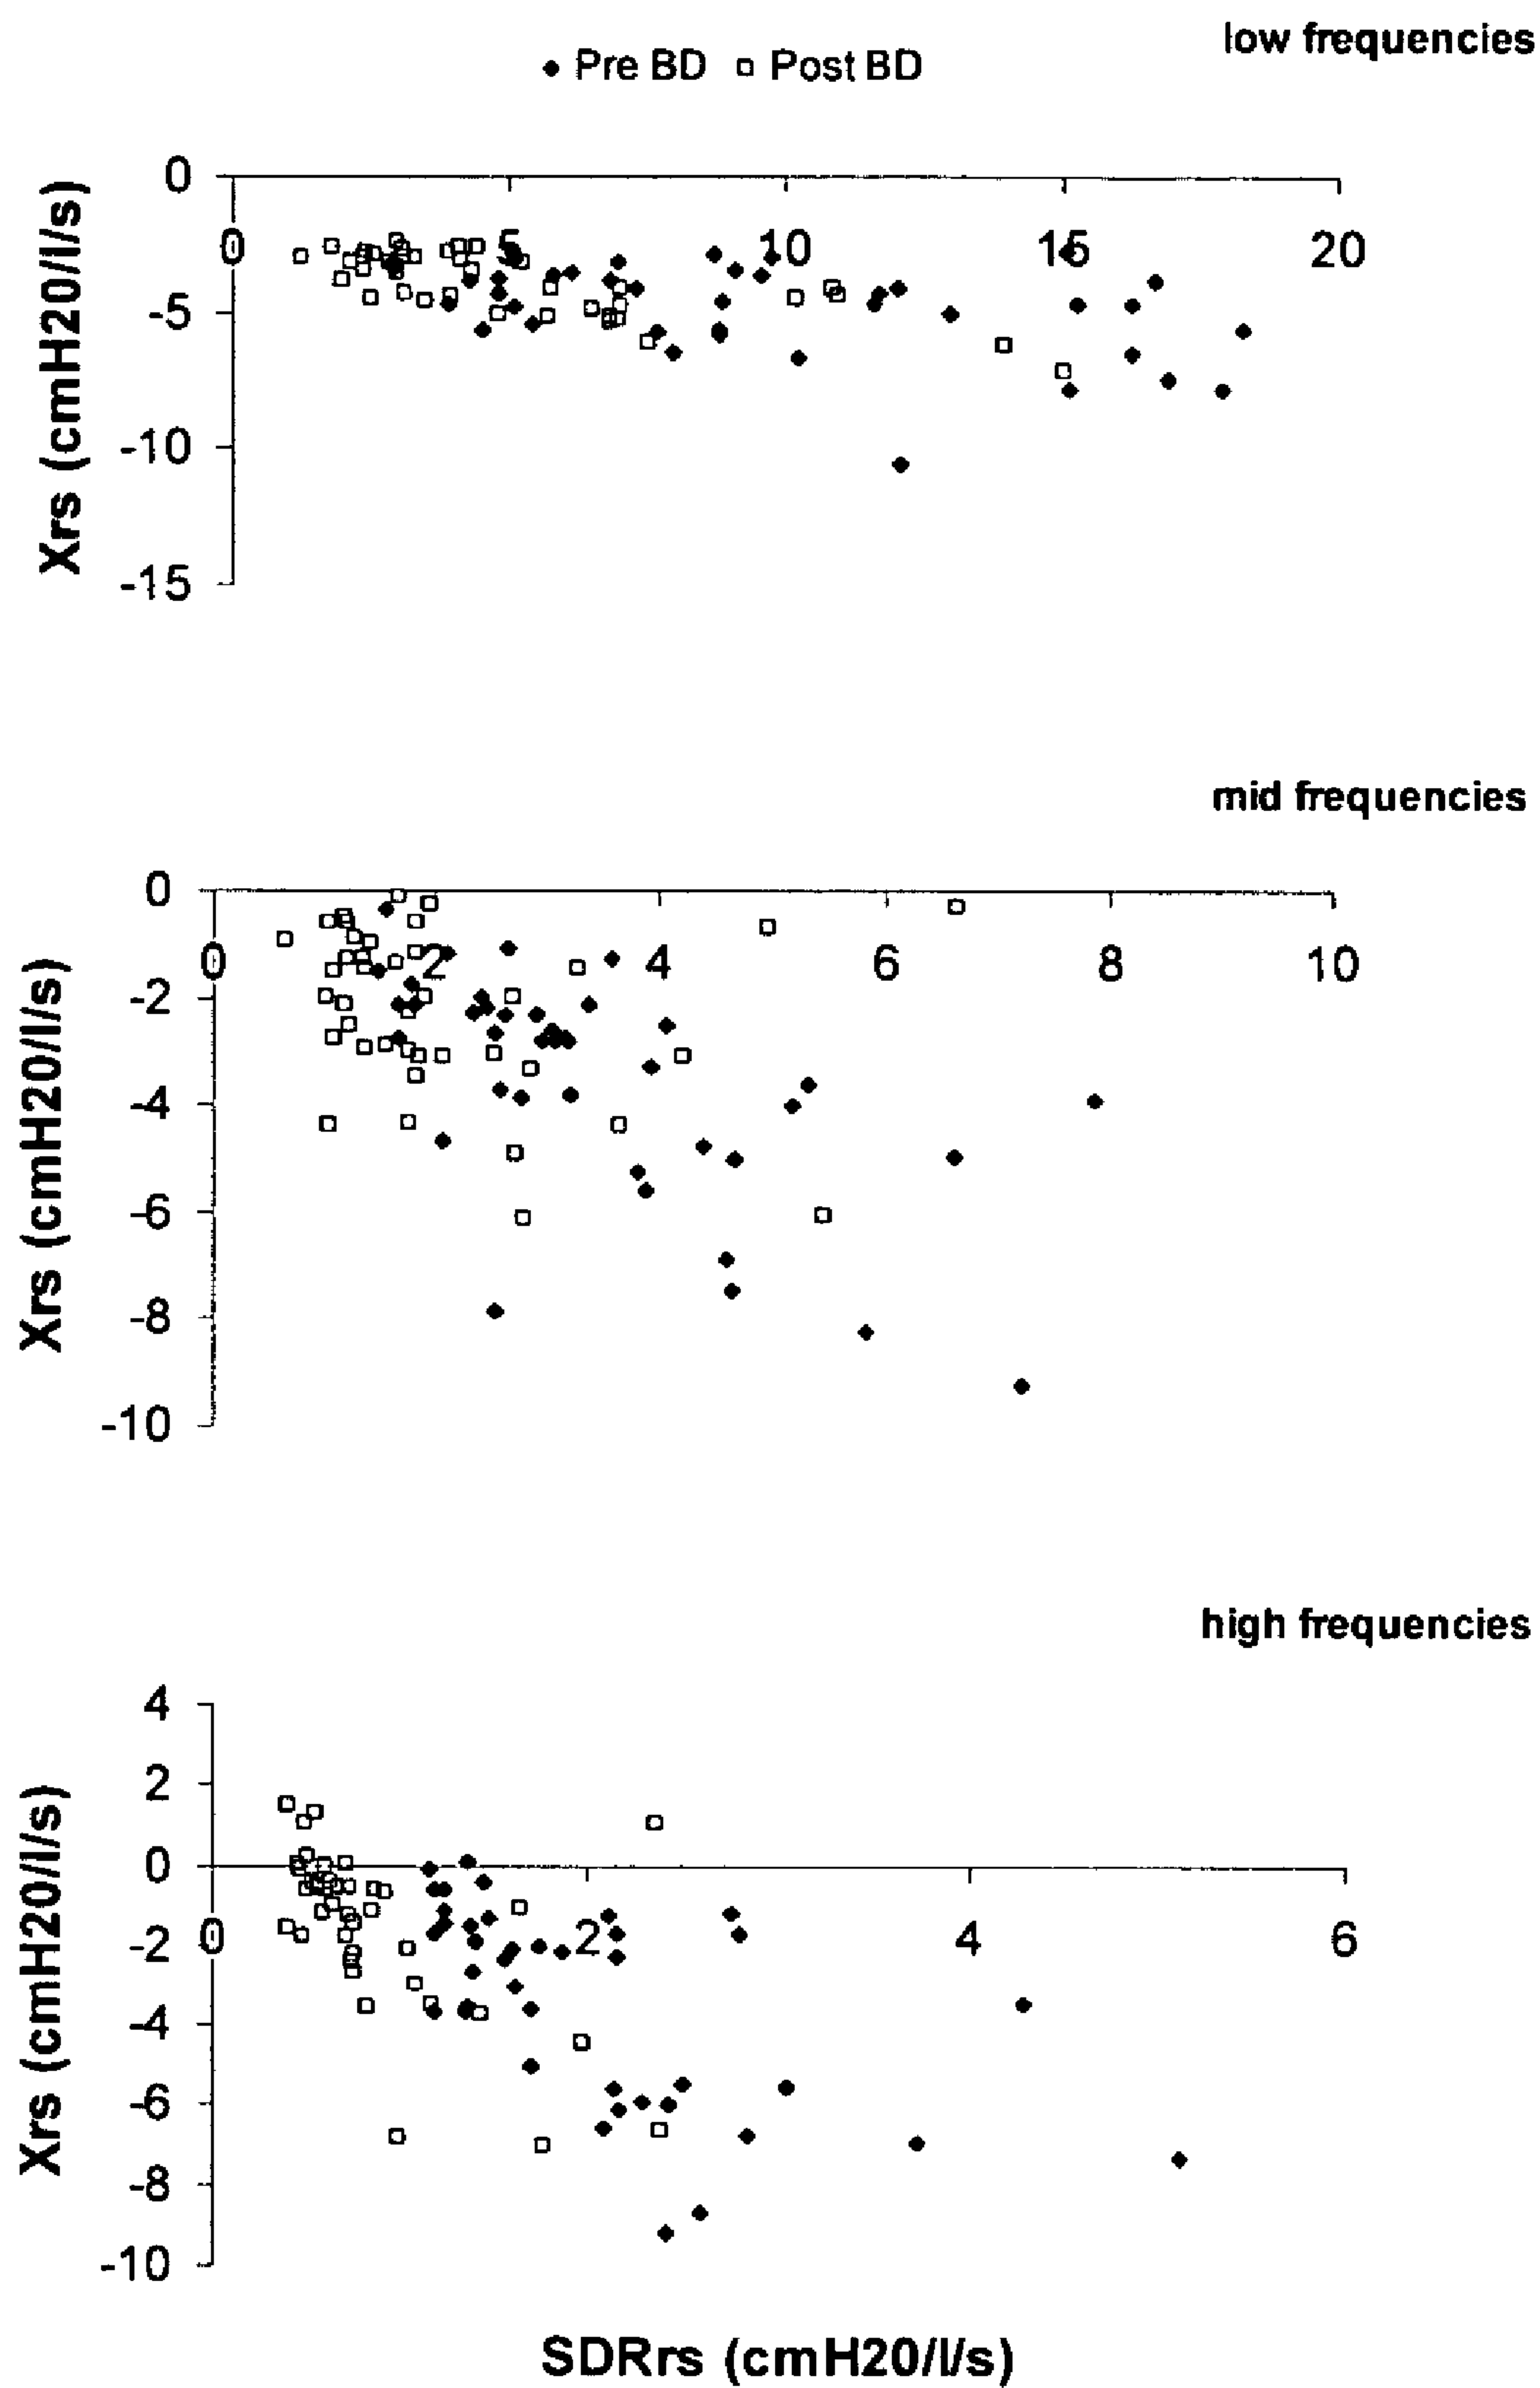 low frequencies
Pre BD Post BD
Xrs (cmH20/l/s)
0
-5
-10
-15
0 5 10 15 20
mid frequencies
Xrs (cmH20/l/s)
0
-2
-4
-6
-8
-10
0 2 4 6 8 10
high frequencies
Xrs (cmH20/l/s)
4
2
0
-2
-4
-6
-8
-10
0 2 4 6
SDRrs (cmH20/l/s)